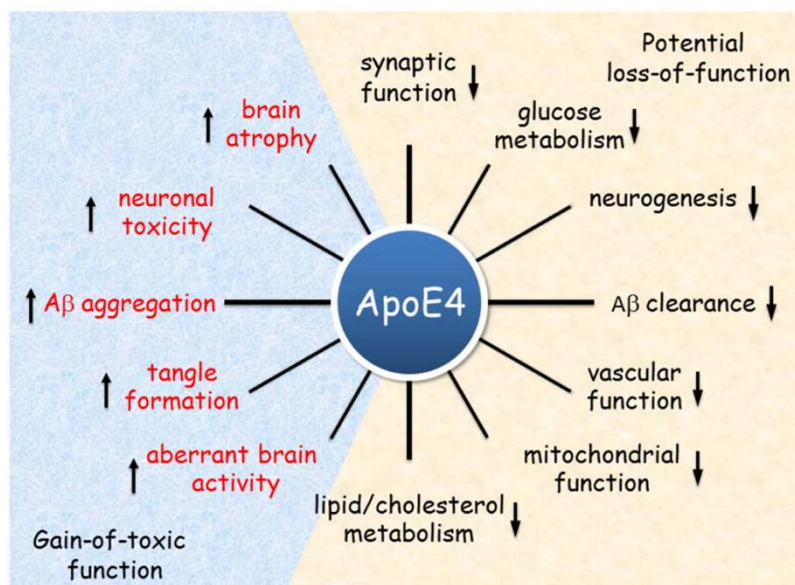 Potential
loss-of-function
synaptic
function ↓
glucose
metabolism ↓
neurogenesis ↓
Aβ clearance ↓
vascular
function ↓
mitochondrial
function ↓
lipid/cholesterol
metabolism ↓
ApoE4
↑ brain
atrophy
↑ neuronal
toxicity
↑ Aβ aggregation
↑ tangle
formation
↑ aberrant brain
activity
Gain-of-toxic
function